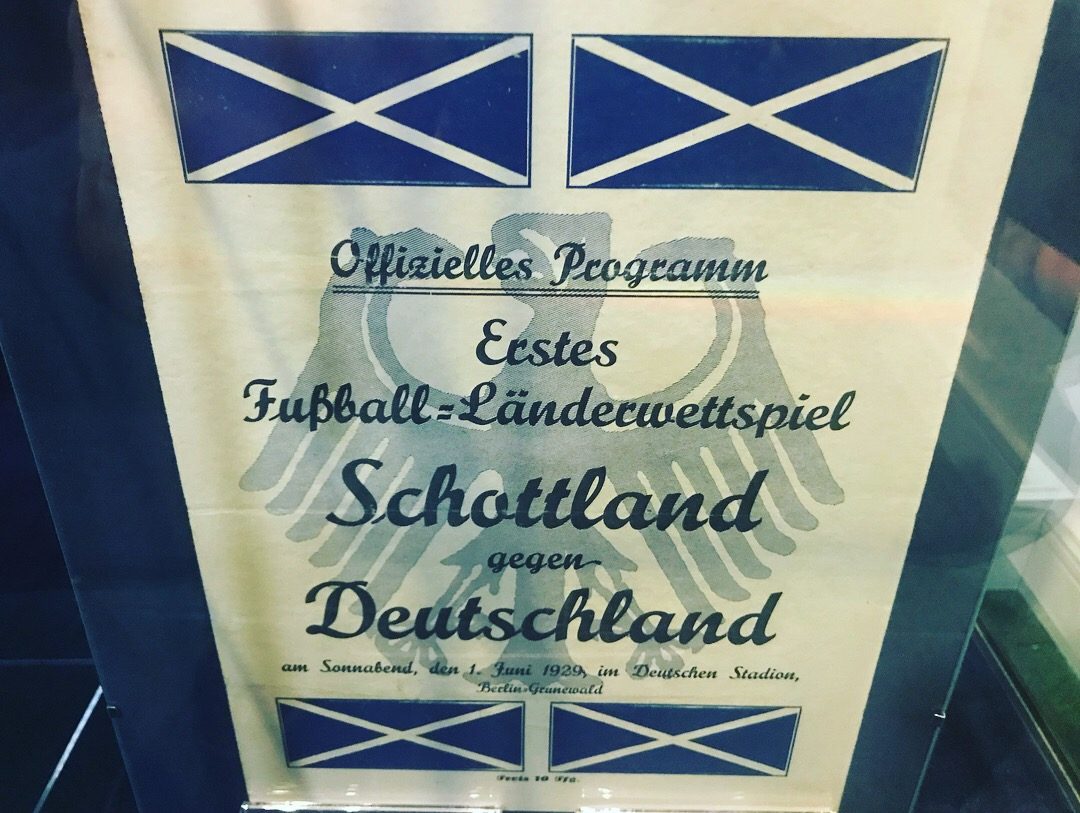 Offizielles Programm
Erstes
Fußball=Länderwettspiel
Schottland
gegen
Deutschland
am Sonnabend, den 1. Juni 1929, im Deutschen Stadion,
Berlin-Grunewald
Preis 10 Pfg.